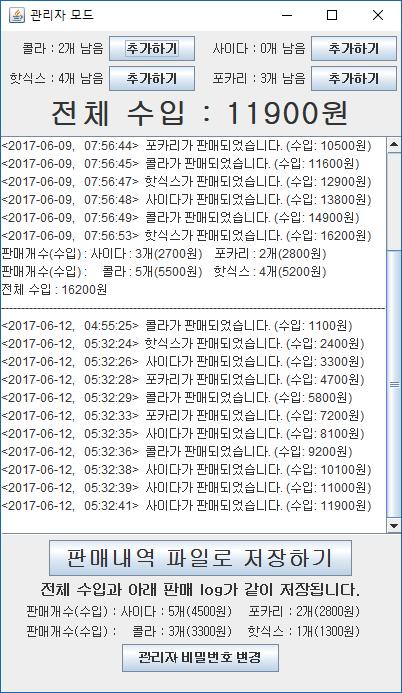 관리자 모드
콜라 : 2개 남음 추가하기 사이다 : 0개 남음 추가하기
핫식스 : 4개 남음 추가하기 포카리 : 3개 남음 추가하기
전체 수입 : 11900원
<2017-06-09, 07:56:44> 포카리가 판매되었습니다. (수입: 10500원)
<2017-06-09, 07:56:45> 콜라가 판매되었습니다. (수입: 11600원)
<2017-06-09, 07:56:47> 핫식스가 판매되었습니다. (수입: 12900원)
<2017-06-09, 07:56:48> 사이다가 판매되었습니다. (수입: 13800원)
<2017-06-09, 07:56:49> 콜라가 판매되었습니다. (수입: 14900원)
<2017-06-09, 07:56:53> 핫식스가 판매되었습니다. (수입: 16200원)
판매개수(수입) : 사이다 : 3개(2700원) 포카리 : 2개(2800원)
판매개수(수입) : 콜라 : 5개(5500원) 핫식스 : 4개(5200원)
전체 수입 : 16200원
<2017-06-12, 04:55:25> 콜라가 판매되었습니다. (수입: 1100원)
<2017-06-12, 05:32:24> 핫식스가 판매되었습니다. (수입: 2400원)
<2017-06-12, 05:32:26> 사이다가 판매되었습니다. (수입: 3300원)
<2017-06-12, 05:32:28> 포카리가 판매되었습니다. (수입: 4700원)
<2017-06-12, 05:32:29> 콜라가 판매되었습니다. (수입: 5800원)
<2017-06-12, 05:32:33> 포카리가 판매되었습니다. (수입: 7200원)
<2017-06-12, 05:32:35> 사이다가 판매되었습니다. (수입: 8100원)
<2017-06-12, 05:32:36> 콜라가 판매되었습니다. (수입: 9200원)
<2017-06-12, 05:32:38> 사이다가 판매되었습니다. (수입: 10100원)
<2017-06-12, 05:32:39> 사이다가 판매되었습니다. (수입: 11000원)
<2017-06-12, 05:32:41> 사이다가 판매되었습니다. (수입: 11900원)
판매내역 파일로 저장하기
전체 수입과 아래 판매 log가 같이 저장됩니다.
판매개수(수입) : 사이다 : 5개(4500원) 포카리 : 2개(2800원)
판매개수(수입) : 콜라 : 3개(3300원) 핫식스 : 1개(1300원)
관리자 비밀번호 변경